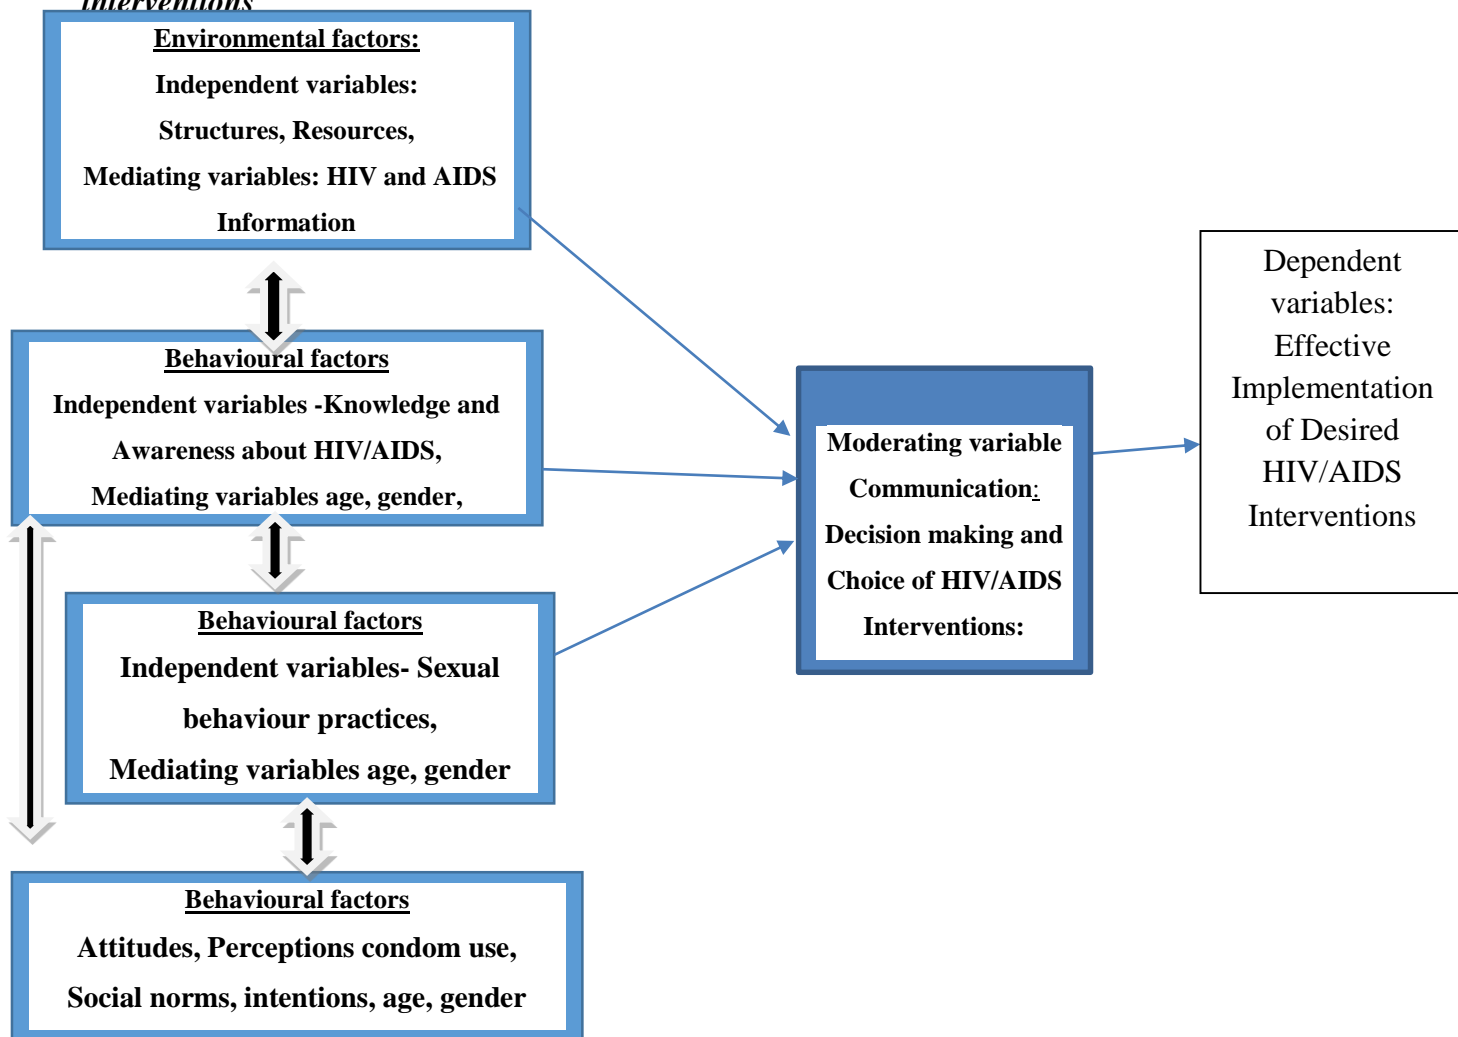 interventions
Environmental factors:
Independent variables:
Structures, Resources,
Mediating variables: HIV and AIDS
Information
Behavioural factors
Independent variables -Knowledge and
Awareness about HIV/AIDS,
Mediating variables age, gender,
Behavioural factors
Independent variables- Sexual
behaviour practices,
Mediating variables age, gender
Behavioural factors
Attitudes, Perceptions condom use,
Social norms, intentions, age, gender
Moderating variable
Communication:
Decision making and
Choice of HIV/AIDS
Interventions:
Dependent
variables:
Effective
Implementation
of Desired
HIV/AIDS
Interventions